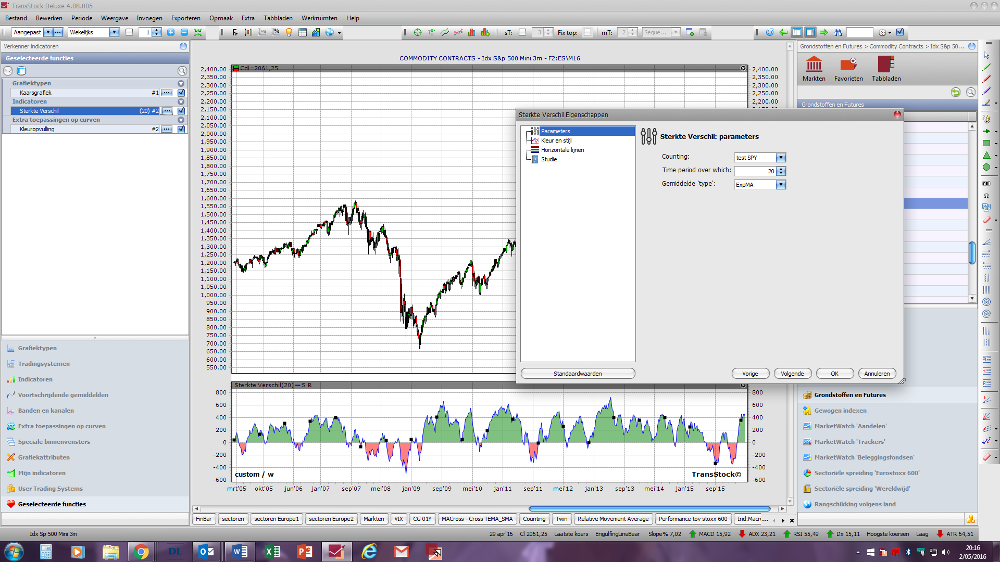 TransStock Deluxe 4.08.005
Bestand Bewerken Periode Weergave Invoegen Exporteren Opmaak Extra Tabbladen Werkruimten Help
Aangepast Wekelijks 1 sT: 3 Fix top: mT: 2 Seque...
Verkenner indicatoren
Geselecteerde functies
Grafiektypen
Kaarsgrafiek #1
Indicatoren
Sterkte Verschil (20) #2
Extra toepassingen op curven
Kleuropvulling #2
Grafiektypen
Tradingsystemen
Indicatoren
Voortschrijdende gemiddelden
Banden en kanalen
Extra toepassingen op curven
Speciale binnenvensters
Grafiekattributen
Mijn indicatoren
User Trading Systems
Geselecteerde functies
COMMODITY CONTRACTS - Idx S&p 500 Mini 3m - F2:ES\M16
Cdl=2061,25
2,400.00 2,400.00
2,350.00 2,350.00
2,300.00 2,300.00
2,250.00 2,250.00
2,200.00 2,200.00
2,150.00
2,100.00
2,050.00
2,000.00
1,950.00
1,900.00
1,850.00
1,800.00
1,750.00
1,700.00
1,650.00
1,600.00
1,550.00
1,500.00
1,450.00
1,400.00
1,350.00
1,300.00
1,250.00
1,200.00
1,150.00
1,100.00
1,050.00
1,000.00
950.00
900.00
850.00
800.00
750.00
700.00
650.00
600.00
550.00
Sterkte Verschil(20) S R
800 800
600 600
400 400
200 200
0 0
-200 -200
-400 -400
-600 -600
custom / w TransStock©
mrt'05 okt'05 jun'06 jan'07 sep'07 mei'08 jan'09 sep'09 mei'10 jan'11 sep'11 mei'12 jan'13 sep'13 mei'14 jan'15 sep'15
Sterkte Verschil Eigenschappen
Parameters
Kleur en stijl
Horizontale lijnen
Studie
Sterkte Verschil: parameters
Counting: test SPY
Time period over which: 20
Gemiddelde 'type': ExpMA
Standaardwaarden Vorige Volgende OK Annuleren
Grondstoffen en Futures > Commodity Contracts > Idx S&p 50...
Markten Favorieten Tabbladen
Grondstoffen en Futures
Grondstoffen en Futures
Gewogen indexen
MarketWatch 'Aandelen'
MarketWatch 'Trackers'
MarketWatch 'Beleggingsfondsen'
Sectoriële spreiding 'Eurostoxx 600'
Sectoriële spreiding 'Wereldwijd'
Rangschikking volgens land
FinBar sectoren sectoren Europe1 sectoren Europe2 Markten VIX CG 01Y MACross - Cross TEMA_SMA Counting Twin Relative Movement Average Performance tov stoxx 600 Ind.Macr ...
Idx Sp 500 Mini 3m 29 apr'16 Cl 2061,25 Laatste koers EngulfingLineBear Slope% 7,02 MACD 15,92 ADX 23,21 RSI 55,49 Dx 15,11 Hoogste koersen Laag ATR 64,51
DL
20:16
2/05/2016